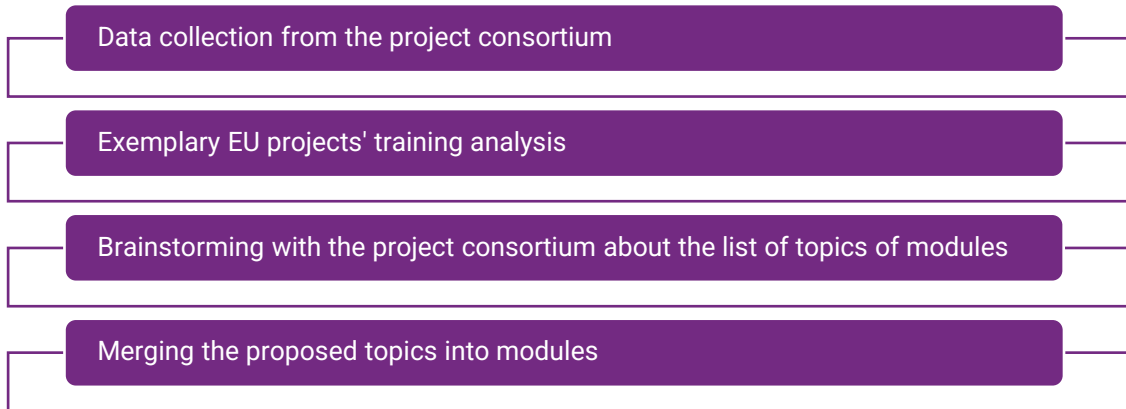 Data collection from the project consortium
Exemplary EU projects' training analysis
Brainstorming with the project consortium about the list of topics of modules
Merging the proposed topics into modules